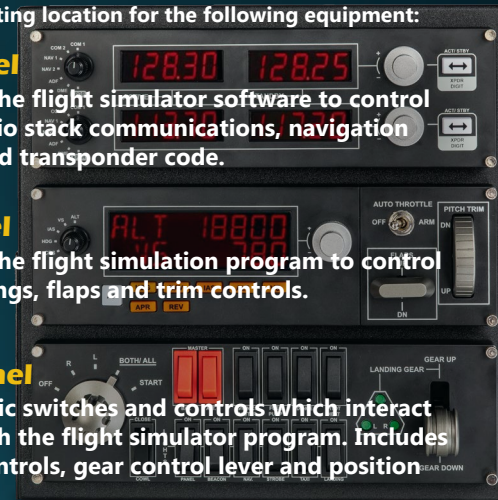 ting location for the following equipment:
COM 2 COM 1
NAV 1
NAV 2
ADF
128.30 128.25
ACT/ STBY
XPDR
DIGIT
el
the flight simulator software to control
io stack communications, navigation
d transponder code.
ACT/ STBY
XPDR
DIGIT
VS ALT
IAS
HDG
ALT 18800
AUTO THROTTLE
OFF ARM
PITCH TRIM
DN
UP
el
he flight simulation program to control
ngs, flaps and trim controls.
FLAPS
DN
APR REV
MASTER
ON ON ON ON
OFF R L BOTH/ ALL START
LANDING GEAR
GEAR UP
L R
GEAR DOWN
nel
ic switches and controls which interact
h the flight simulator program. Includes
ntrols, gear control lever and position
CLOSE
COWL
PANEL BEACON NAV STROBE TAXI LANDING